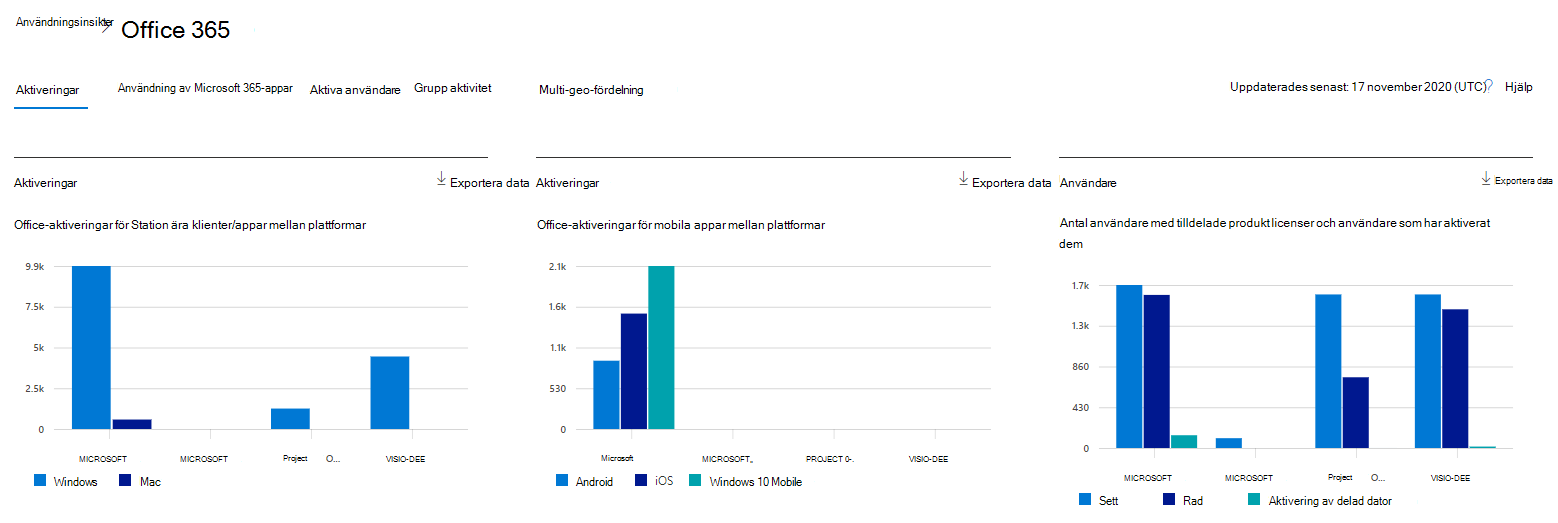 Användningsinsikter
Office 365
Aktiveringar Användning av Microsoft 365-appar Aktiva användare Grupp aktivitet Multi-geo-fördelning Uppdaterades senast: 17 november 2020 (UTC) ? Hjälp
Aktiveringar Exportera data
Office-aktiveringar för Station ära klienter/appar mellan plattformar
9.9k
7.5k
5k
2.5k
0
MICROSOFT MICROSOFT Project O... VISIO-DEE
Windows Mac
Aktiveringar Exportera data
Office-aktiveringar för mobila appar mellan plattformar
2.1k
1.6k
1.1k
530
0
Microsoft MICROSOFT,, PROJECT 0-. VISIO-DEE
Android iOS Windows 10 Mobile
Användare Exportera data
Antal användare med tilldelade produkt licenser och användare som har aktiverat
dem
1.7k
1.3k
860
430
0
MICROSOFT MICROSOFT Project O... VISIO-DEE
Sett Rad Aktivering av delad dator